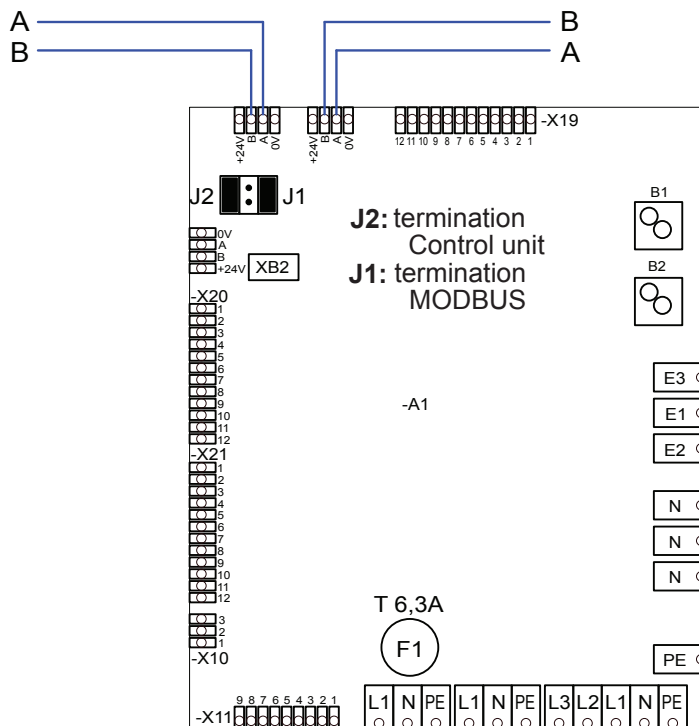 A
B
B
A
+24V B A 0V
+24V B A 0V
12 11 10 9 8 7 6 5 4 3 2 1
-X19
J2
J1
J2: termination
Control unit
J1: termination
MODBUS
B1
B2
0V
A
B
+24V
XB2
-X20
1
2
3
4
5
6
7
8
9
10
11
12
-X21
1
2
3
4
5
6
7
8
9
10
11
12
3
2
1
-X10
-A1
E3
E1
E2
N
N
N
PE
T 6,3A
F1
-X11
9 8 7 6 5 4 3 2 1
L1 N PE L1 N PE L3 L2 L1 N PE